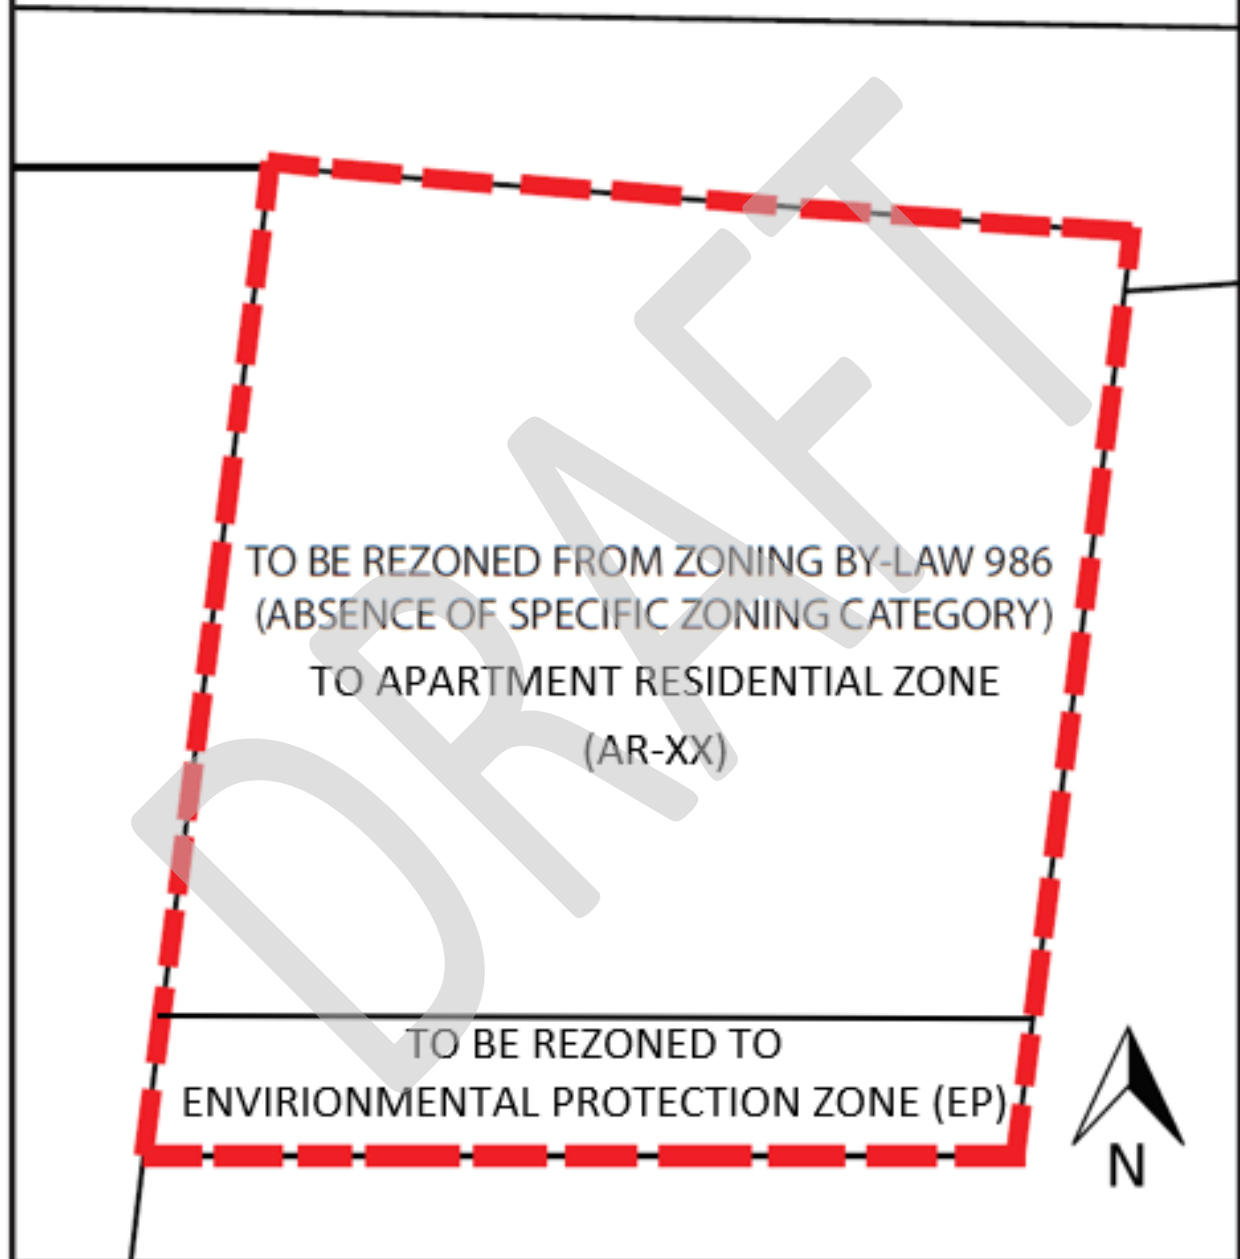 TO BE REZONED FROM ZONING BY-LAW 986
(ABSENCE OF SPECIFIC ZONING CATEGORY)
TO APARTMENT RESIDENTIAL ZONE
(AR-XX)
TO BE REZONED TO
ENVIRIONMENTAL PROTECTION ZONE (EP)
N
DRAFT